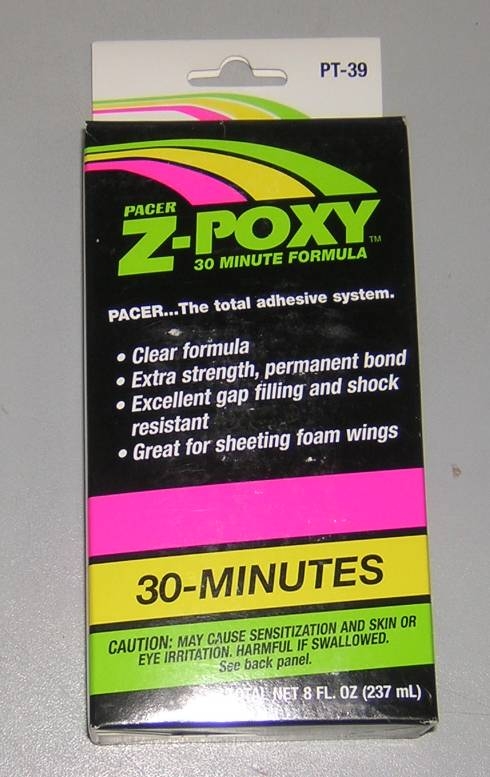 PT-39
PACER
Z-POXY™
30 MINUTE FORMULA
PACER...The total adhesive system.
• Clear formula
• Extra strength, permanent bond
• Excellent gap filling and shock
resistant
• Great for sheeting foam wings
30-MINUTES
CAUTION: MAY CAUSE SENSITIZATION AND SKIN OR
EYE IRRITATION. HARMFUL IF SWALLOWED.
See back panel.
TOTAL NET 8 FL. OZ (237 mL)